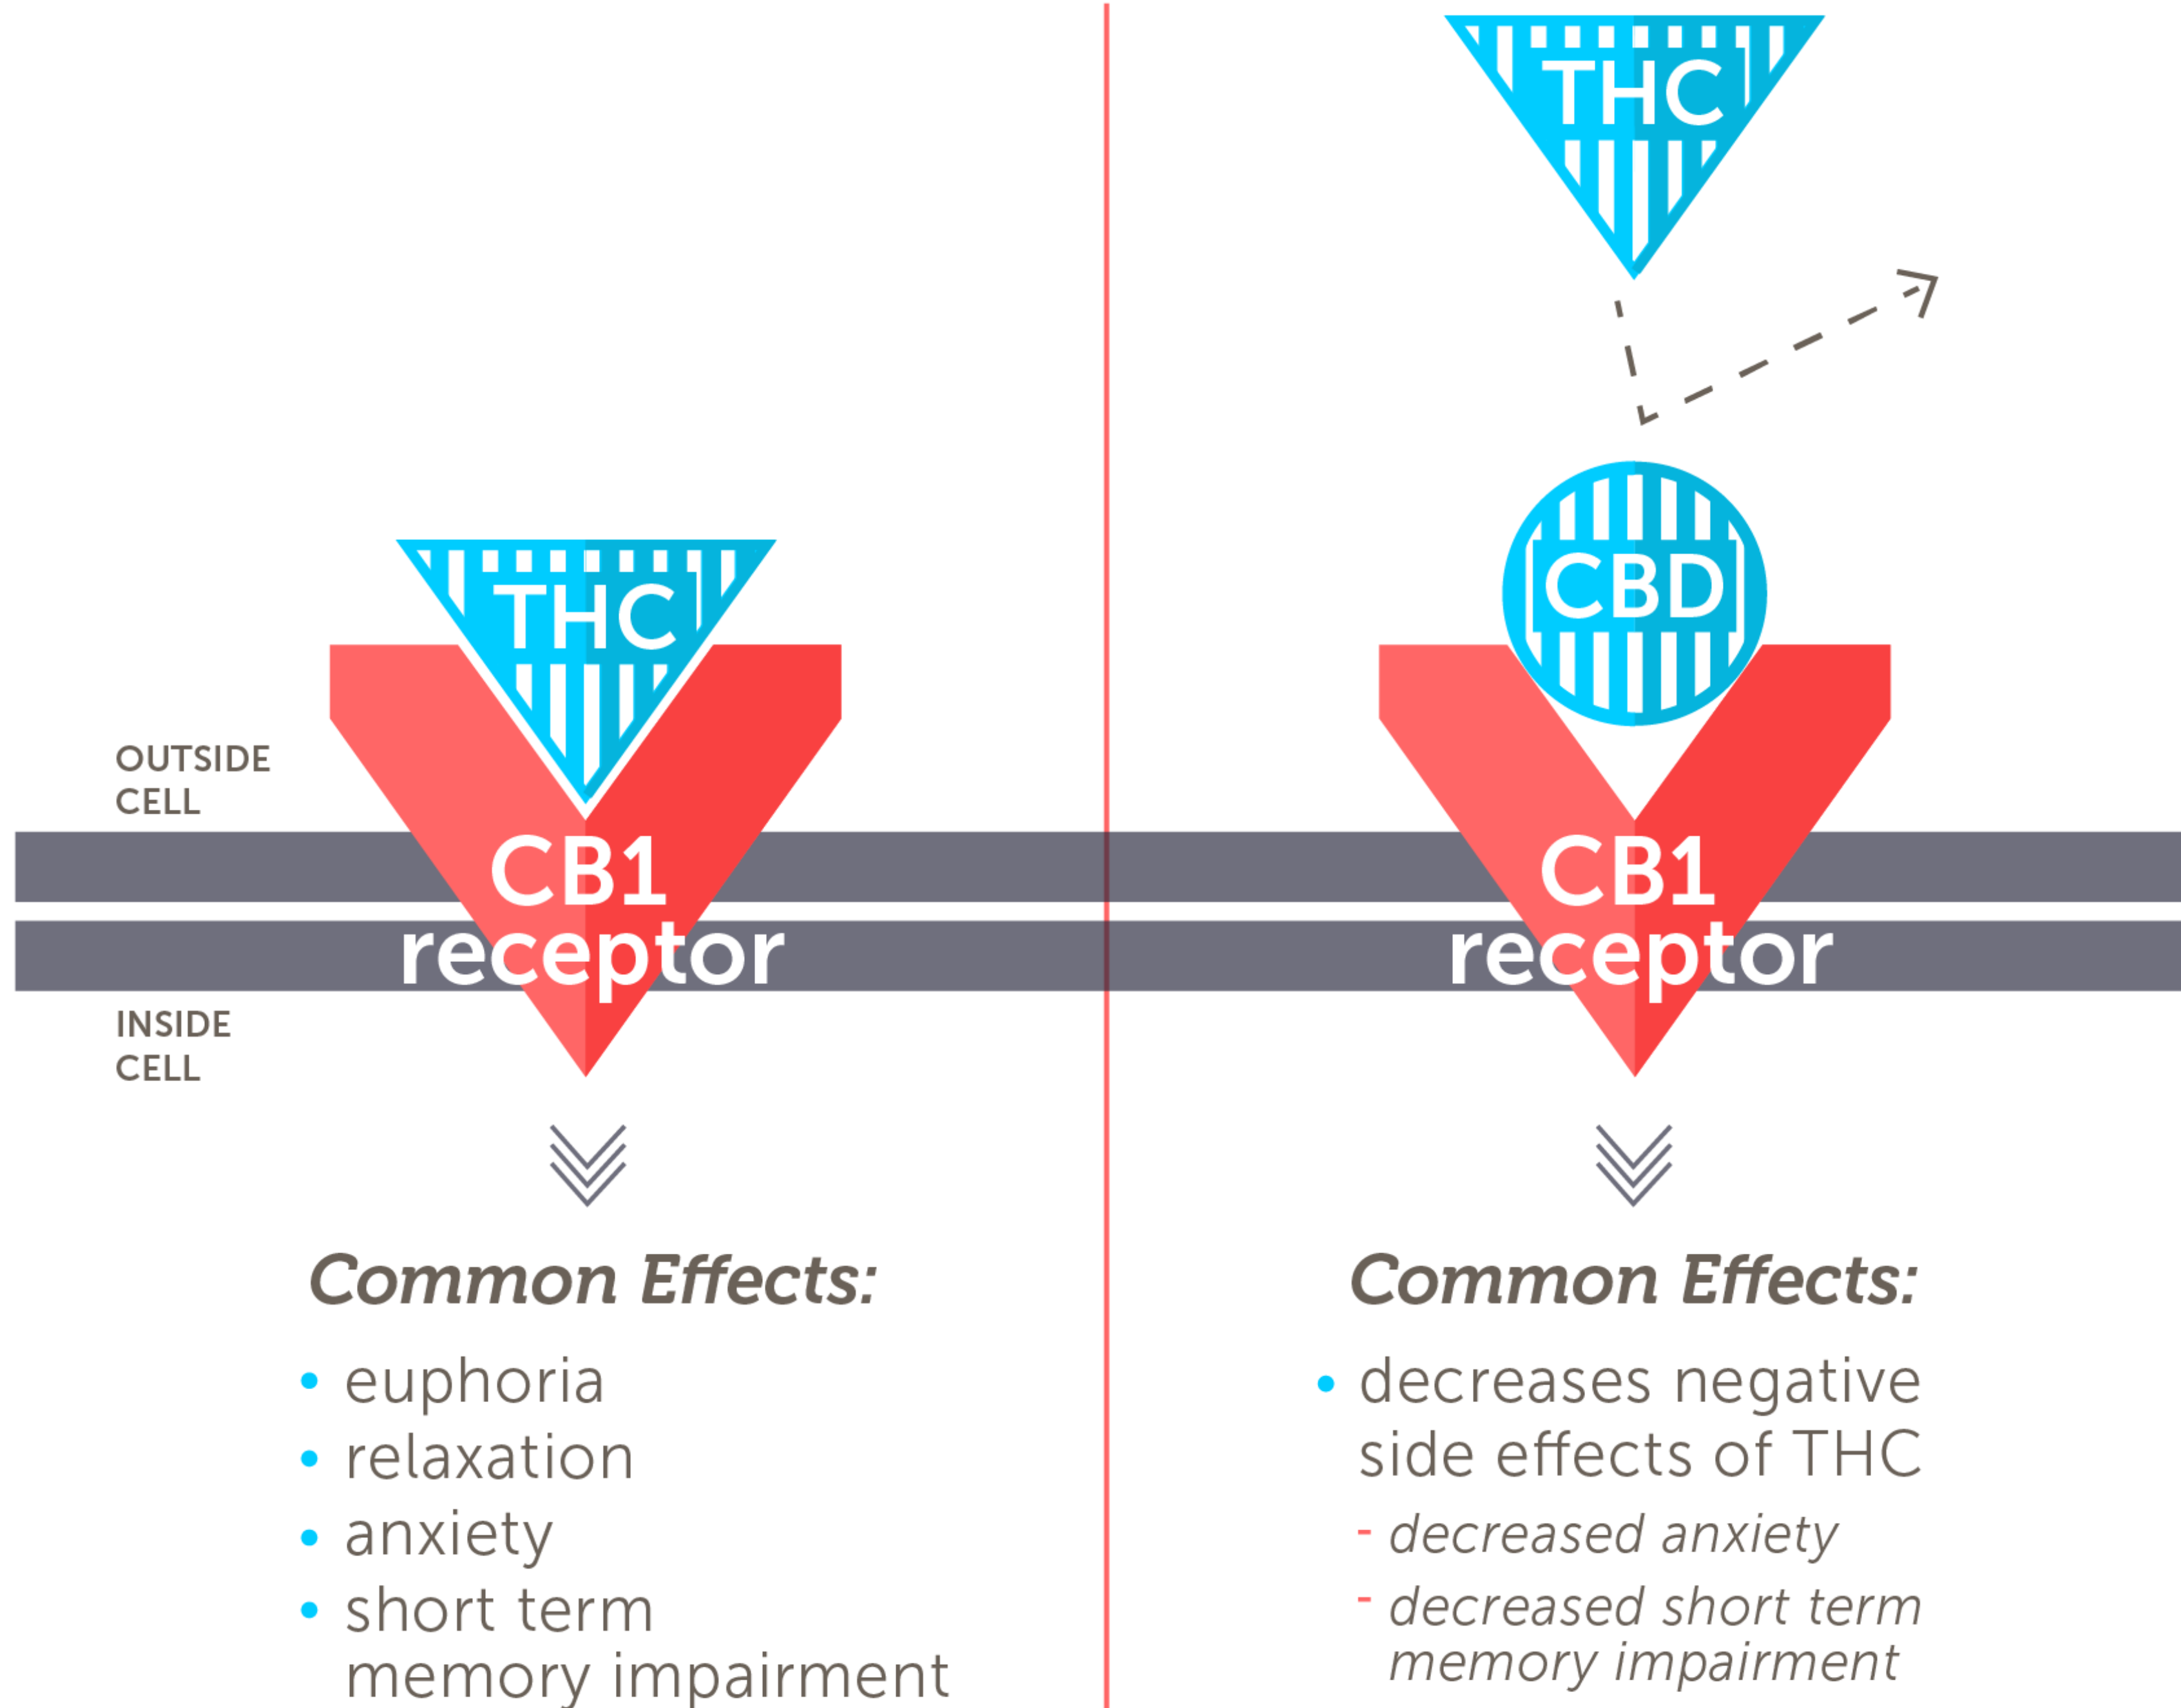 THC
OUTSIDE
CELL
CB1
receptor
INSIDE
CELL
Common Effects:
• euphoria
• relaxation
• anxiety
• short term
memory impairment
THC
CBD
CB1
receptor
Common Effects:
• decreases negative
side effects of THC
- decreased anxiety
- decreased short term
memory impairment